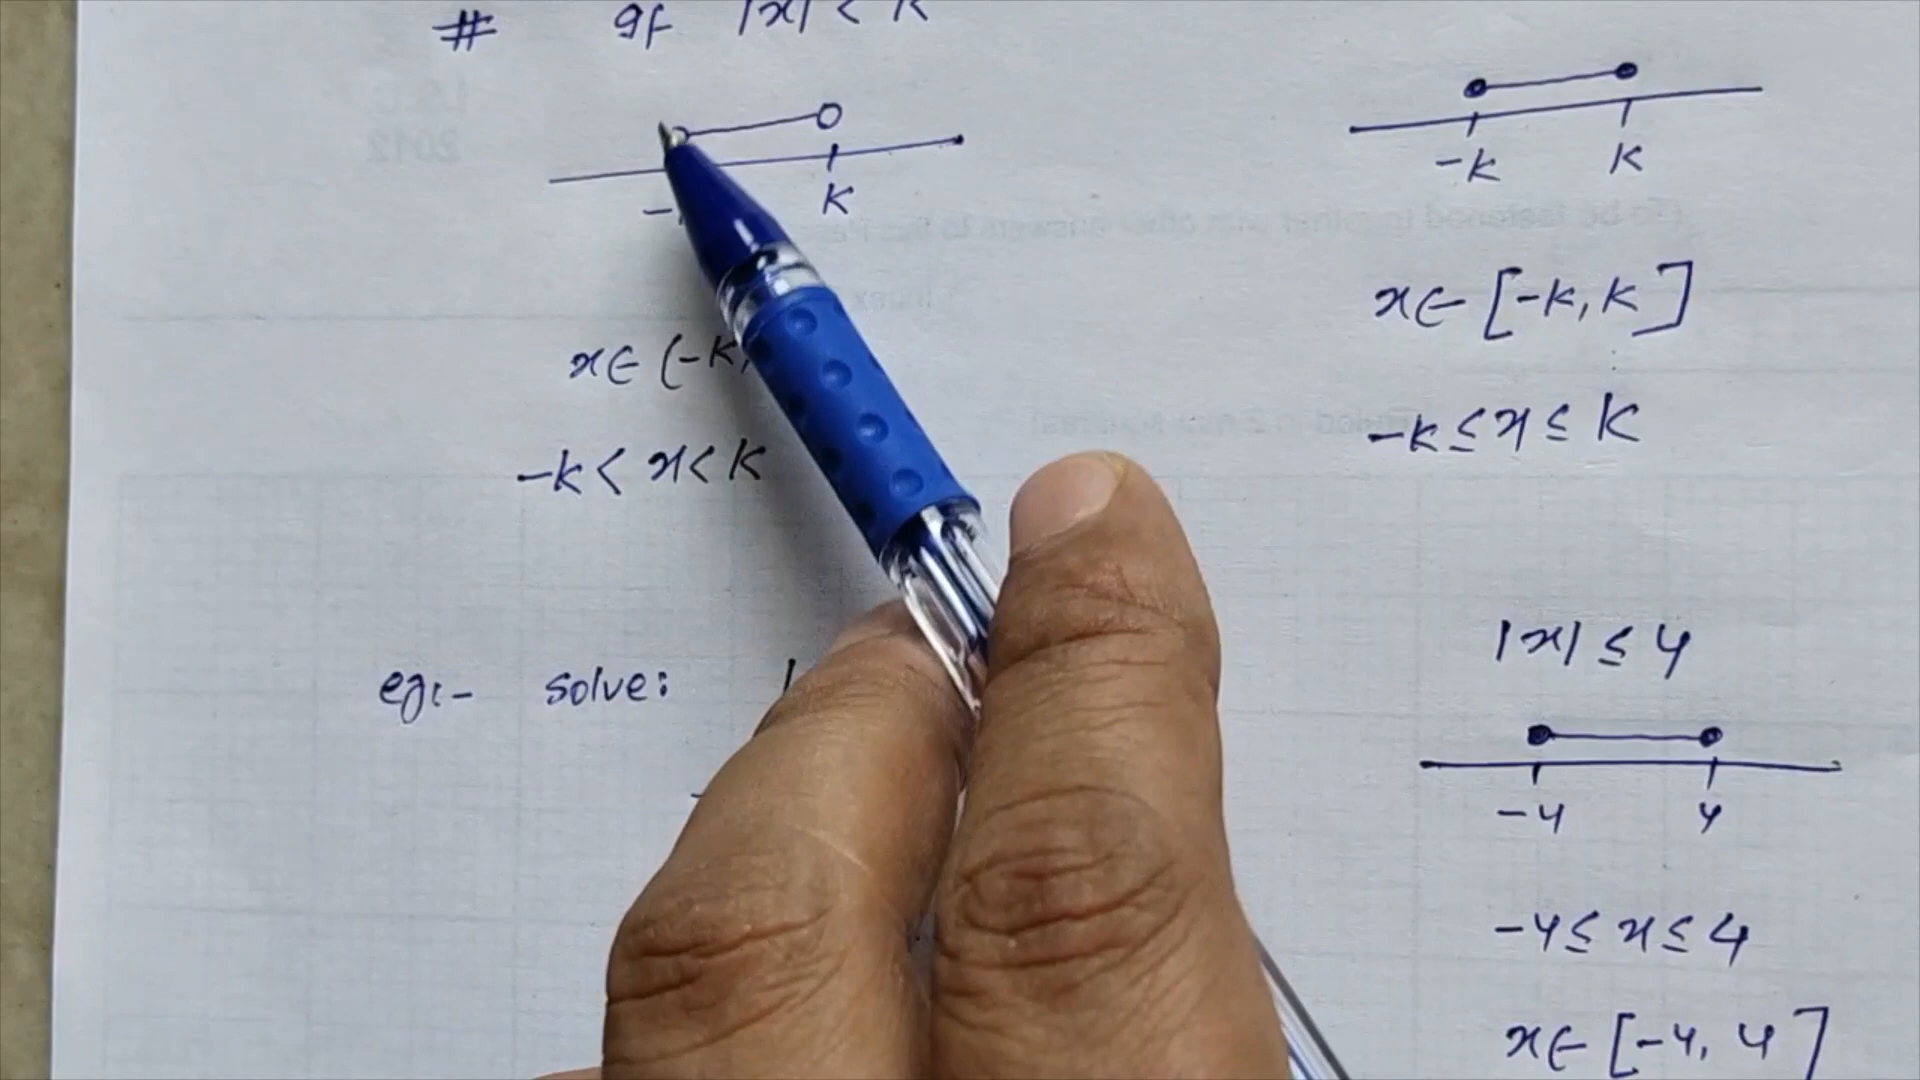 # If |x| < K
K
-K K
x∈ [-K, K]
x∈ (-K,
-K ≤ x ≤ K
-K < x < K
|x| ≤ 4
eg:- solve:
-4 4
-4 ≤ x ≤ 4
x∈ [-4, 4]